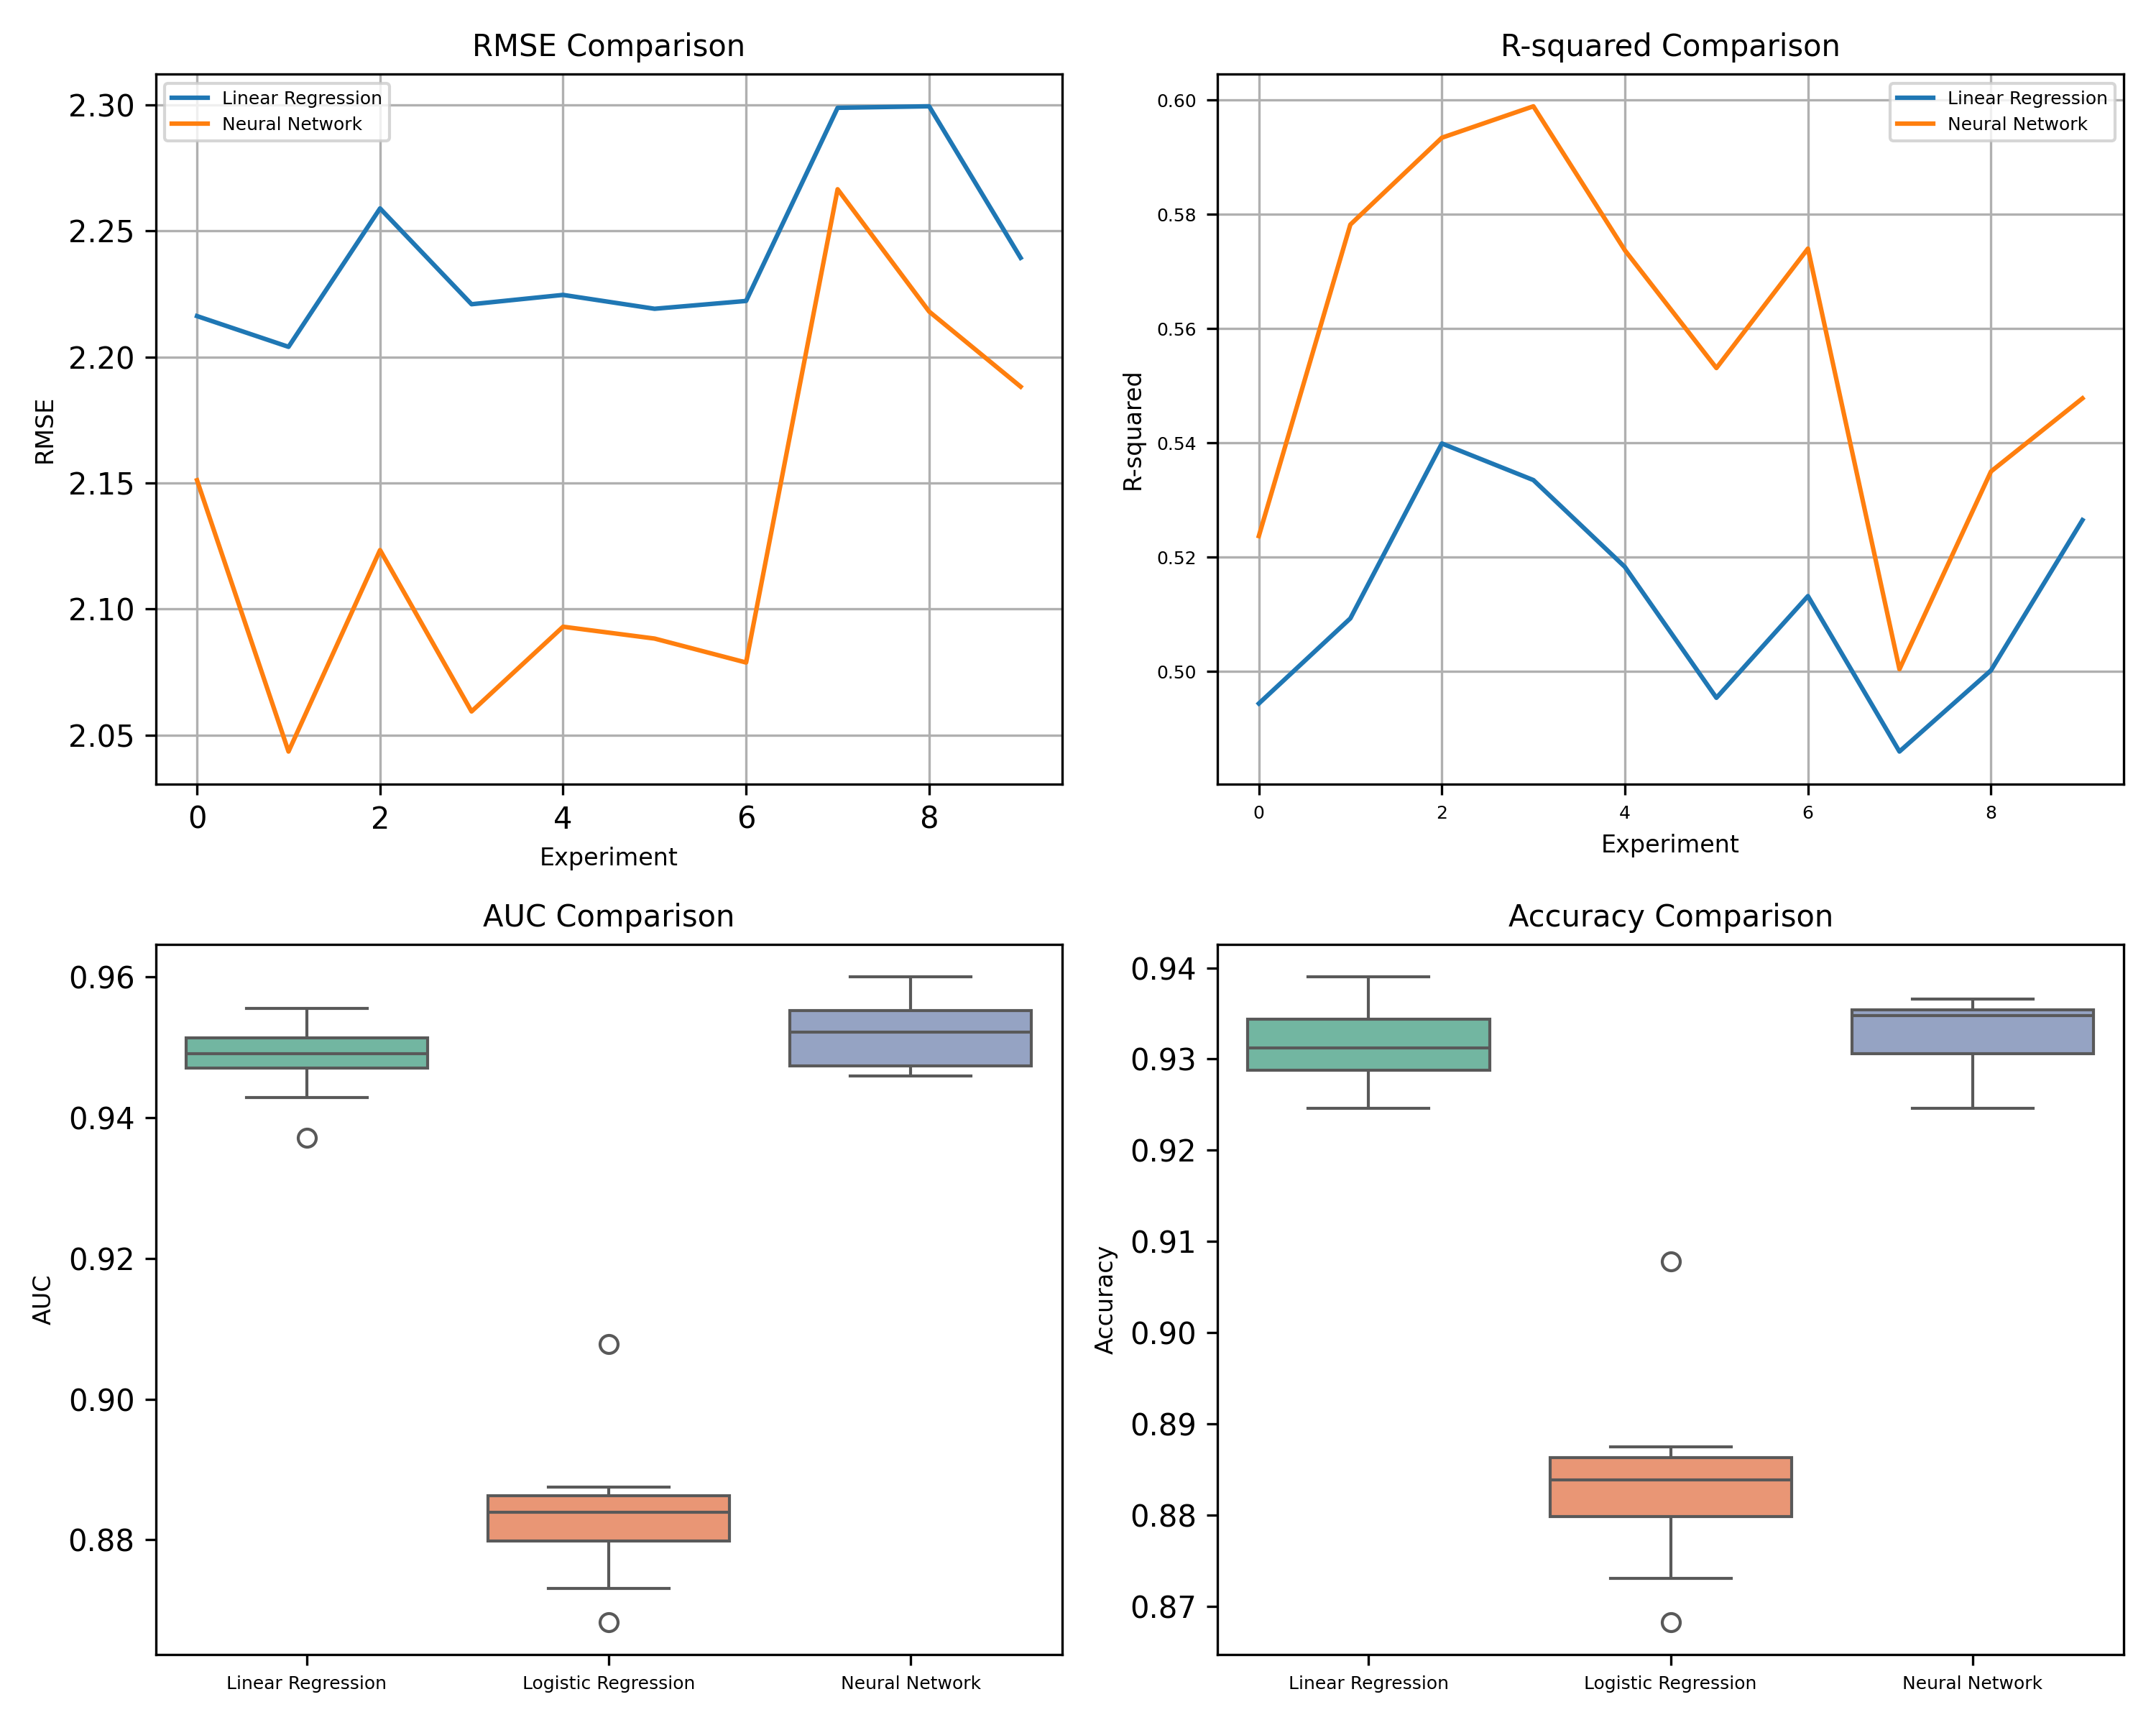 RMSE Comparison
Linear Regression
Neural Network
2.30
2.25
2.20
2.15
2.10
2.05
RMSE
0 2 4 6 8
Experiment
R-squared Comparison
Linear Regression
Neural Network
0.60
0.58
0.56
0.54
0.52
0.50
R-squared
0 2 4 6 8
Experiment
AUC Comparison
0.96
0.94
0.92
0.90
0.88
AUC
Linear Regression Logistic Regression Neural Network
Accuracy Comparison
0.94
0.93
0.92
0.91
0.90
0.89
0.88
0.87
Accuracy
Linear Regression Logistic Regression Neural Network